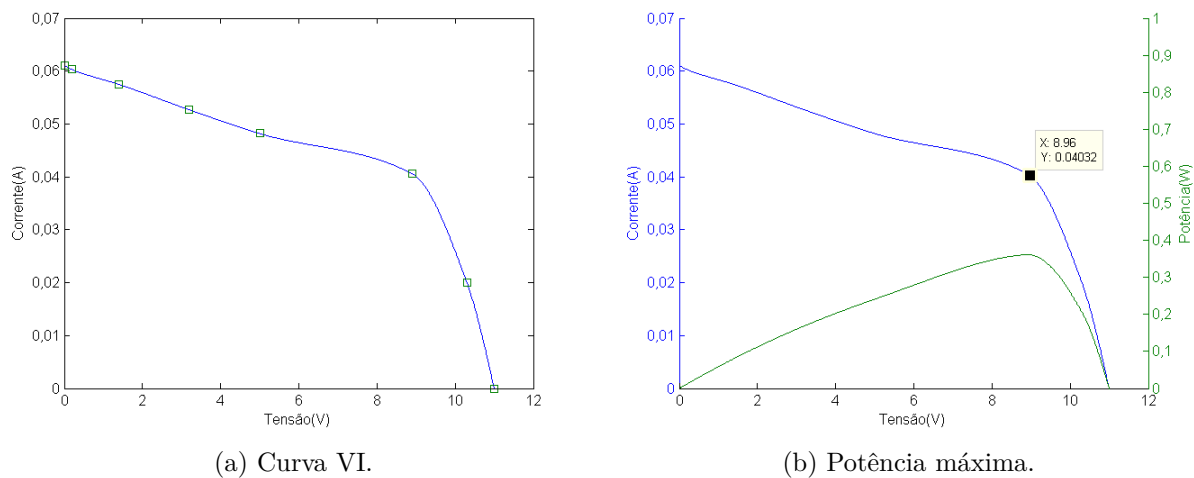 0,07
0,06
0,05
0,04
0,03
0,02
0,01
0
Corrente(A)
0 2 4 6 8 10 12
Tensão(V)
(a) Curva VI.
0,07
0,06
0,05
0,04
0,03
0,02
0,01
0
Corrente(A)
X: 8.96
Y: 0.04032
1
0,9
0,8
0,7
0,6
0,5
0,4
0,3
0,2
0,1
0
Potência(W)
0 2 4 6 8 10 12
Tensão(V)
(b) Potência máxima.